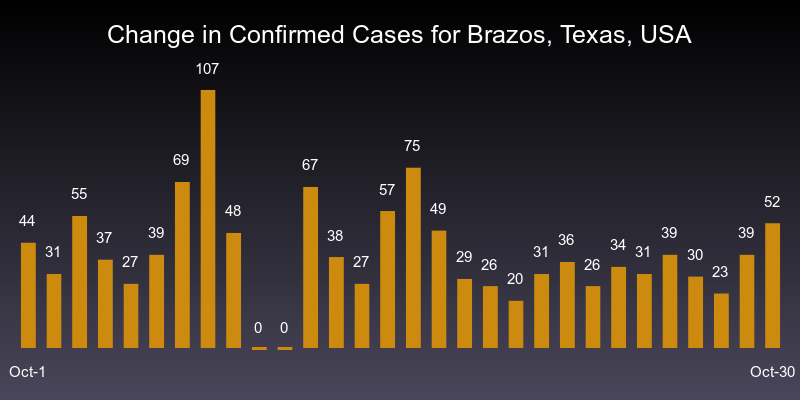 Change in Confirmed Cases for Brazos, Texas, USA
44 31 55 37 27 39 69 107 48 0 0 67 38 27 57 75 49 29 26 20 31 36 26 34 31 39 30 23 39 52
Oct-1 Oct-30